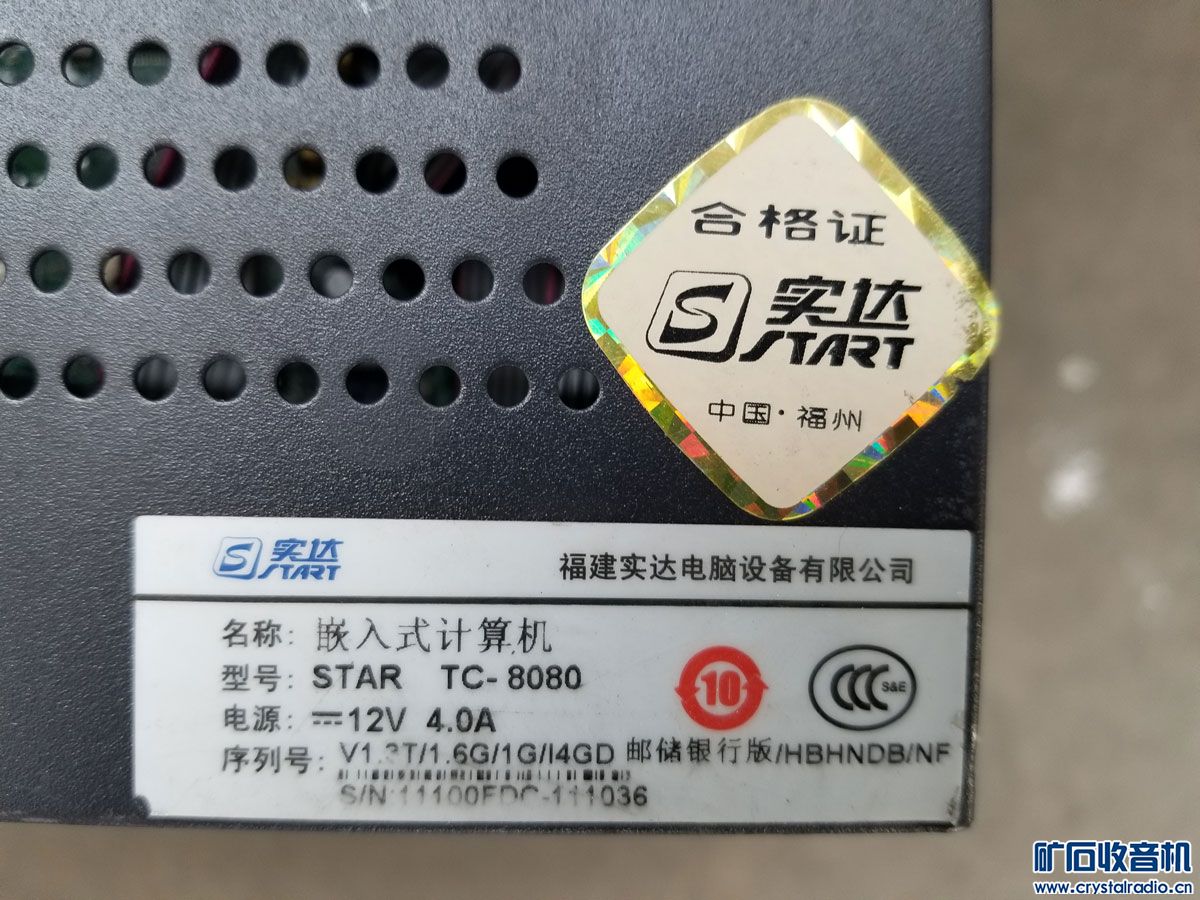 合格证
实达
START
中国·福州
实达
START
福建实达电脑设备有限公司
名称：嵌入式计算机
型号：STAR TC-8080
10
CCC S&E
电源：⎓12V 4.0A
序列号：V1.3T/1.6G/1G/I4GD 邮储银行版/HBHNDB/NF
S/N:11100FDC-111036
矿石收音机
www.crystalradio.cn